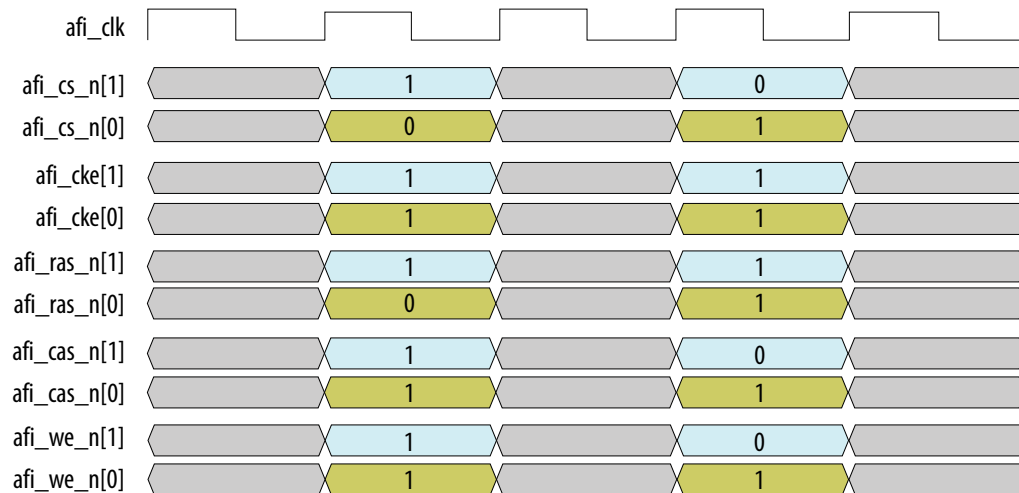 afi_clk
afi_cs_n[1] 1 0
afi_cs_n[0] 0 1
afi_cke[1] 1 1
afi_cke[0] 1 1
afi_ras_n[1] 1 1
afi_ras_n[0] 0 1
afi_cas_n[1] 1 0
afi_cas_n[0] 1 1
afi_we_n[1] 1 0
afi_we_n[0] 1 1